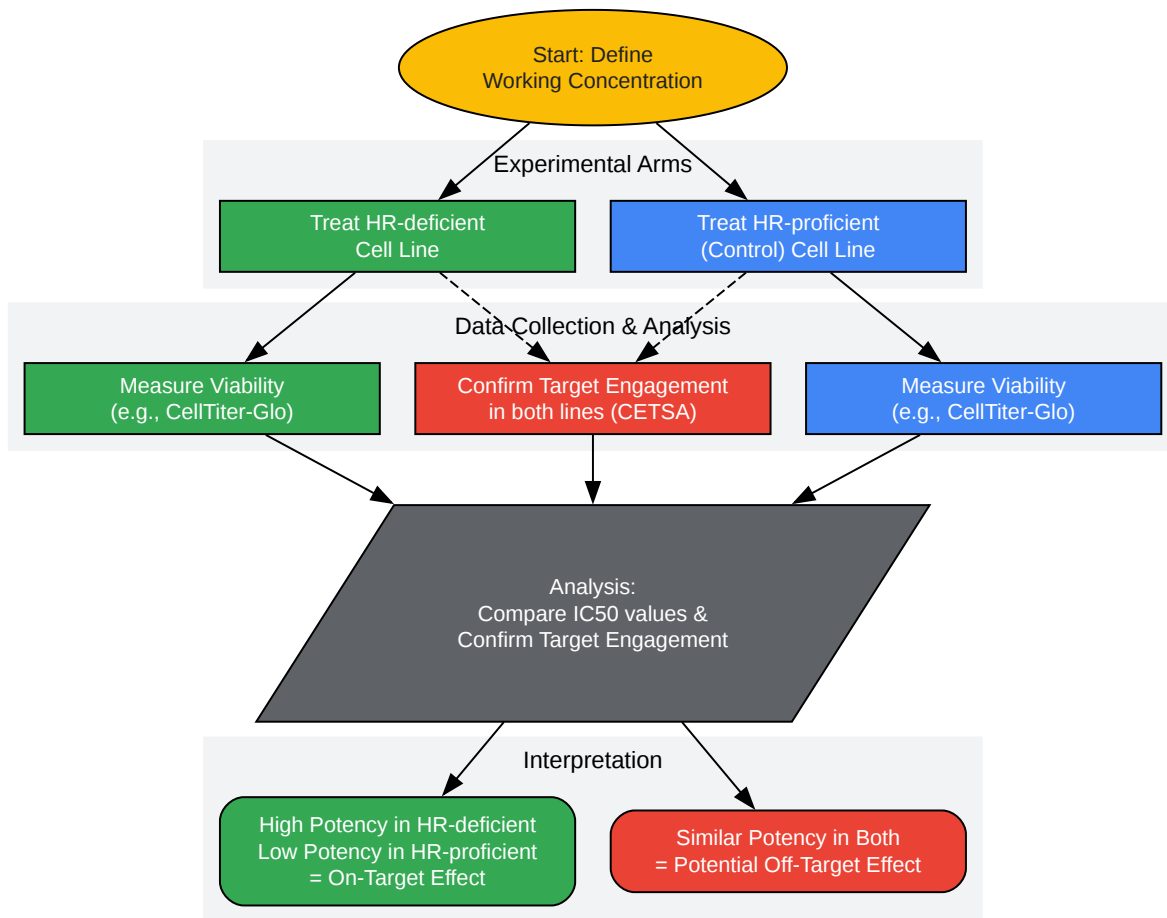 Start: Define
Working Concentration
Experimental Arms
Treat HR-deficient
Cell Line
Treat HR-proficient
(Control) Cell Line
Data Collection & Analysis
Measure Viability
(e.g., CellTiter-Glo)
Confirm Target Engagement
in both lines (CETSA)
Measure Viability
(e.g., CellTiter-Glo)
Analysis:
Compare IC50 values &
Confirm Target Engagement
Interpretation
High Potency in HR-deficient
Low Potency in HR-proficient
= On-Target Effect
Similar Potency in Both
= Potential Off-Target Effect